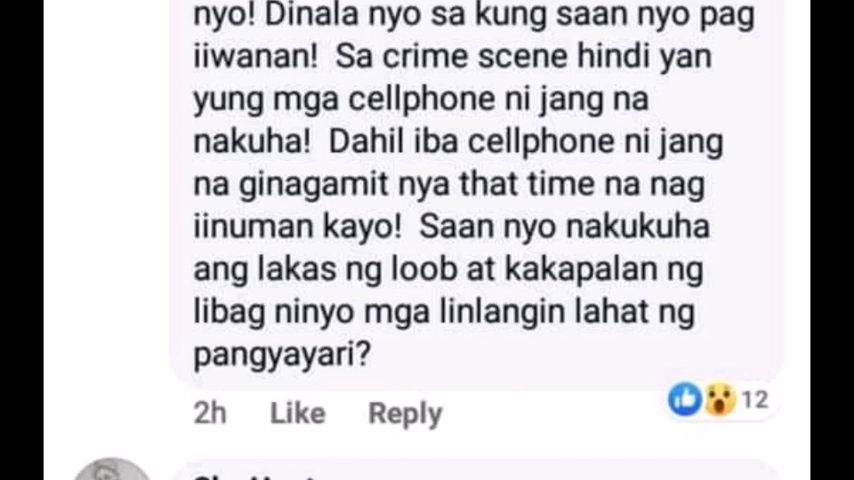 nyo! Dinala nyo sa kung saan nyo pag
iiwanan! Sa crime scene hindi yan
yung mga cellphone ni jang na
nakuha! Dahil iba cellphone ni jang
na ginagamit nya that time na nag
iinuman kayo! Saan nyo nakukuha
ang lakas ng loob at kakapalan ng
libag ninyo mga linlangin lahat ng
pangyayari?
2h Like Reply 12